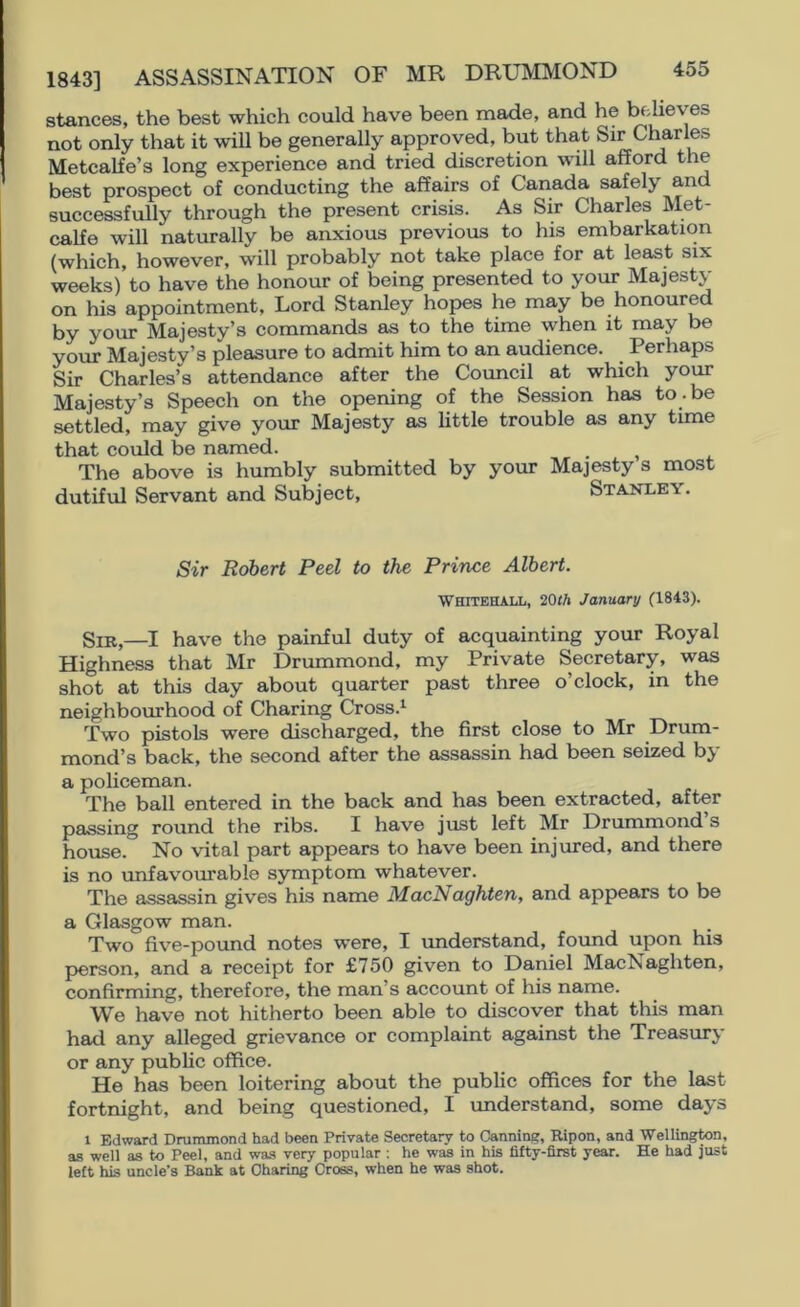 1843] ASSASSINATION OF MR DRUMMOND 455
stances, the best which could have been made, and he believes
not only that it will be generally approved, but that Sir Charles
Metcalfe's long experience and tried discretion will afford the
best prospect of conducting the affairs of Canada safely and
successfully through the present crisis. As Sir Charles Met-
calfe will naturally be anxious previous to his embarkation
(which, however, will probably not take place for at least six
weeks) to have the honour of being presented to your Majesty
on his appointment, Lord Stanley hopes he may be honoured
by your Majesty's commands as to the time when it may be
your Majesty's pleasure to admit him to an audience. Perhaps
Sir Charles's attendance after the Council at which your
Majesty's Speech on the opening of the Session has to be
settled, may give your Majesty as little trouble as any time
that could be named.
The above is humbly submitted by your Majesty's most
dutiful Servant and Subject, STANLEY.
Sir Robert Peel to the Prince Albert.
WHITEHALL, 20th January (1843).
SIR,—I have the painful duty of acquainting your Royal
Highness that Mr Drummond, my Private Secretary, was
shot at this day about quarter past three o'clock, in the
neighbourhood of Charing Cross.¹
Two pistols were discharged, the first close to Mr Drum-
mond's back, the second after the assassin had been seized by
a policeman.
The ball entered in the back and has been extracted, after
passing round the ribs. I have just left Mr Drummond's
house. No vital part appears to have been injured, and there
is no unfavourable symptom whatever.
The assassin gives his name MacNaghten, and appears to be
a Glasgow man.
Two five-pound notes were, I understand, found upon his
person, and a receipt for £750 given to Daniel MacNaghten,
confirming, therefore, the man's account of his name.
We have not hitherto been able to discover that this man
had any alleged grievance or complaint against the Treasury
or any public office.
He has been loitering about the public offices for the last
fortnight, and being questioned, I understand, some days
1 Edward Drummond had been Private Secretary to Canning, Ripon, and Wellington,
as well as to Peel, and was very popular : he was in his fifty-first year. He had just
left his uncle's Bank at Charing Cross, when he was shot.